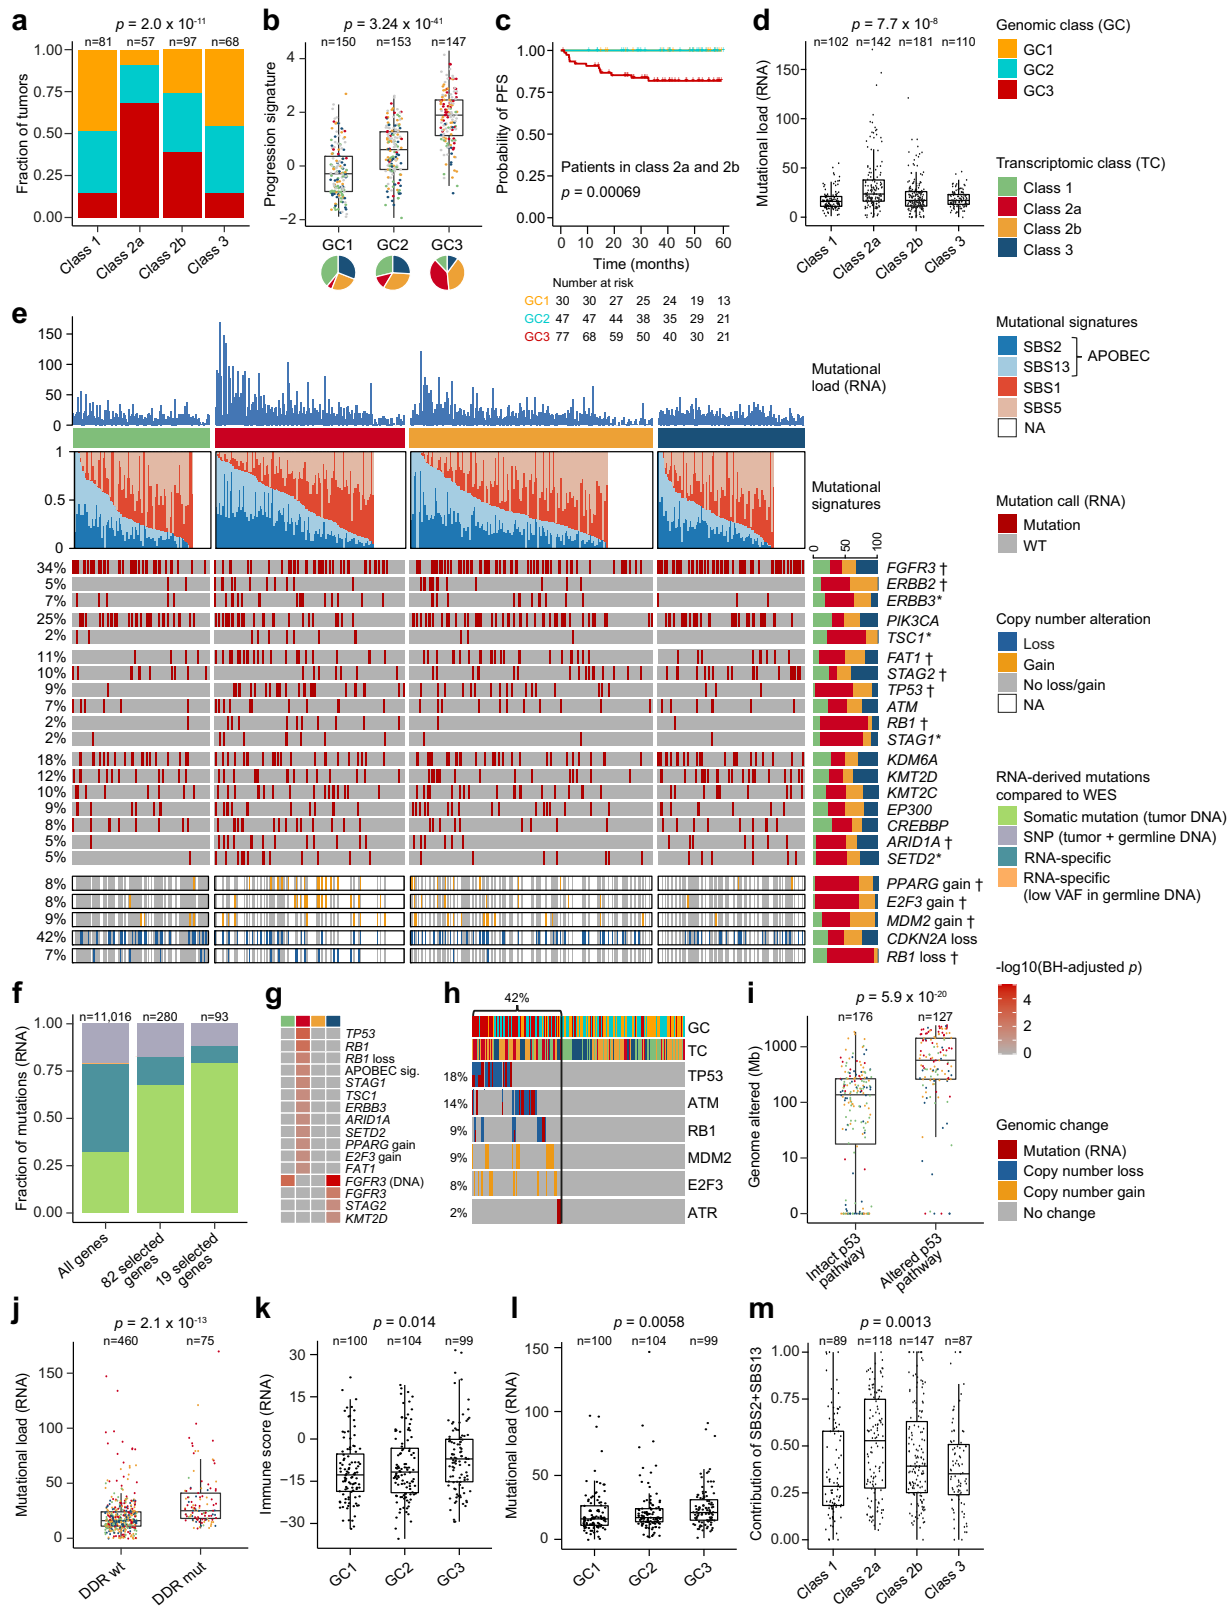 a
p = 2.0 x 10-11
n=81 n=57 n=97 n=68
Fraction of tumors
1.00
0.75
0.50
0.25
0.00
Class 1
Class 2a
Class 2b
Class 3
b
p = 3.24 x 10-41
n=150 n=153 n=147
Progression signature
4
2
0
−2
GC1 GC2 GC3
c
Probability of PFS
1.00
0.75
0.50
0.25
0.00
Patients in class 2a and 2b
p = 0.00069
0 10 20 30 40 50 60
Time (months)
Number at risk
GC1 30 30 27 25 24 19 13
GC2 47 47 44 38 35 29 21
GC3 77 68 59 50 40 30 21
d
p = 7.7 x 10-8
n=102 n=142 n=181 n=110
Mutational load (RNA)
150
100
50
0
Class 1
Class 2a
Class 2b
Class 3
Genomic class (GC)
GC1
GC2
GC3
Transcriptomic class (TC)
Class 1
Class 2a
Class 2b
Class 3
Mutational signatures
SBS2
SBS13
APOBEC
SBS1
SBS5
NA
Mutation call (RNA)
Mutation
WT
Copy number alteration
Loss
Gain
No loss/gain
NA
RNA-derived mutations
compared to WES
Somatic mutation (tumor DNA)
SNP (tumor + germline DNA)
RNA-specific
RNA-specific
(low VAF in germline DNA)
-log10(BH-adjusted p)
4
2
0
Genomic change
Mutation (RNA)
Copy number loss
Copy number gain
No change
e
150
100
50
0
Mutational
load (RNA)
1
0.5
0
Mutational
signatures
0 50 100
34% FGFR3 †
5% ERBB2 †
7% ERBB3*
25% PIK3CA
2% TSC1*
11% FAT1 †
10% STAG2 †
9% TP53 †
7% ATM
2% RB1 †
2% STAG1*
18% KDM6A
12% KMT2D
10% KMT2C
9% EP300
8% CREBBP
5% ARID1A †
5% SETD2*
8% PPARG gain †
8% E2F3 gain †
9% MDM2 gain †
42% CDKN2A loss
7% RB1 loss †
f
n=11,016 n=280 n=93
Fraction of mutations (RNA)
1.00
0.75
0.50
0.25
0.00
All genes
82 selected
genes
19 selected
genes
g
TP53
RB1
RB1 loss
APOBEC sig.
STAG1
TSC1
ERBB3
ARID1A
SETD2
PPARG gain
E2F3 gain
FAT1
FGFR3 (DNA)
FGFR3
STAG2
KMT2D
h
42%
GC
TC
18% TP53
14% ATM
9% RB1
9% MDM2
8% E2F3
2% ATR
i
p = 5.9 x 10-20
n=176 n=127
Genome altered (Mb)
1000
100
10
0
Intact p53
pathway
Altered p53
pathway
j
p = 2.1 x 10-13
n=460 n=75
Mutational load (RNA)
150
100
50
0
DDR wt
DDR mut
k
p = 0.014
n=100 n=104 n=99
Immune score (RNA)
30
15
0
−15
−30
GC1
GC2
GC3
l
p = 0.0058
n=100 n=104 n=99
Mutational load (RNA)
150
100
50
0
GC1
GC2
GC3
m
p = 0.0013
n=89 n=118 n=147 n=87
Contribution of SBS2+SBS13
1.00
0.75
0.50
0.25
0.00
Class 1
Class 2a
Class 2b
Class 3